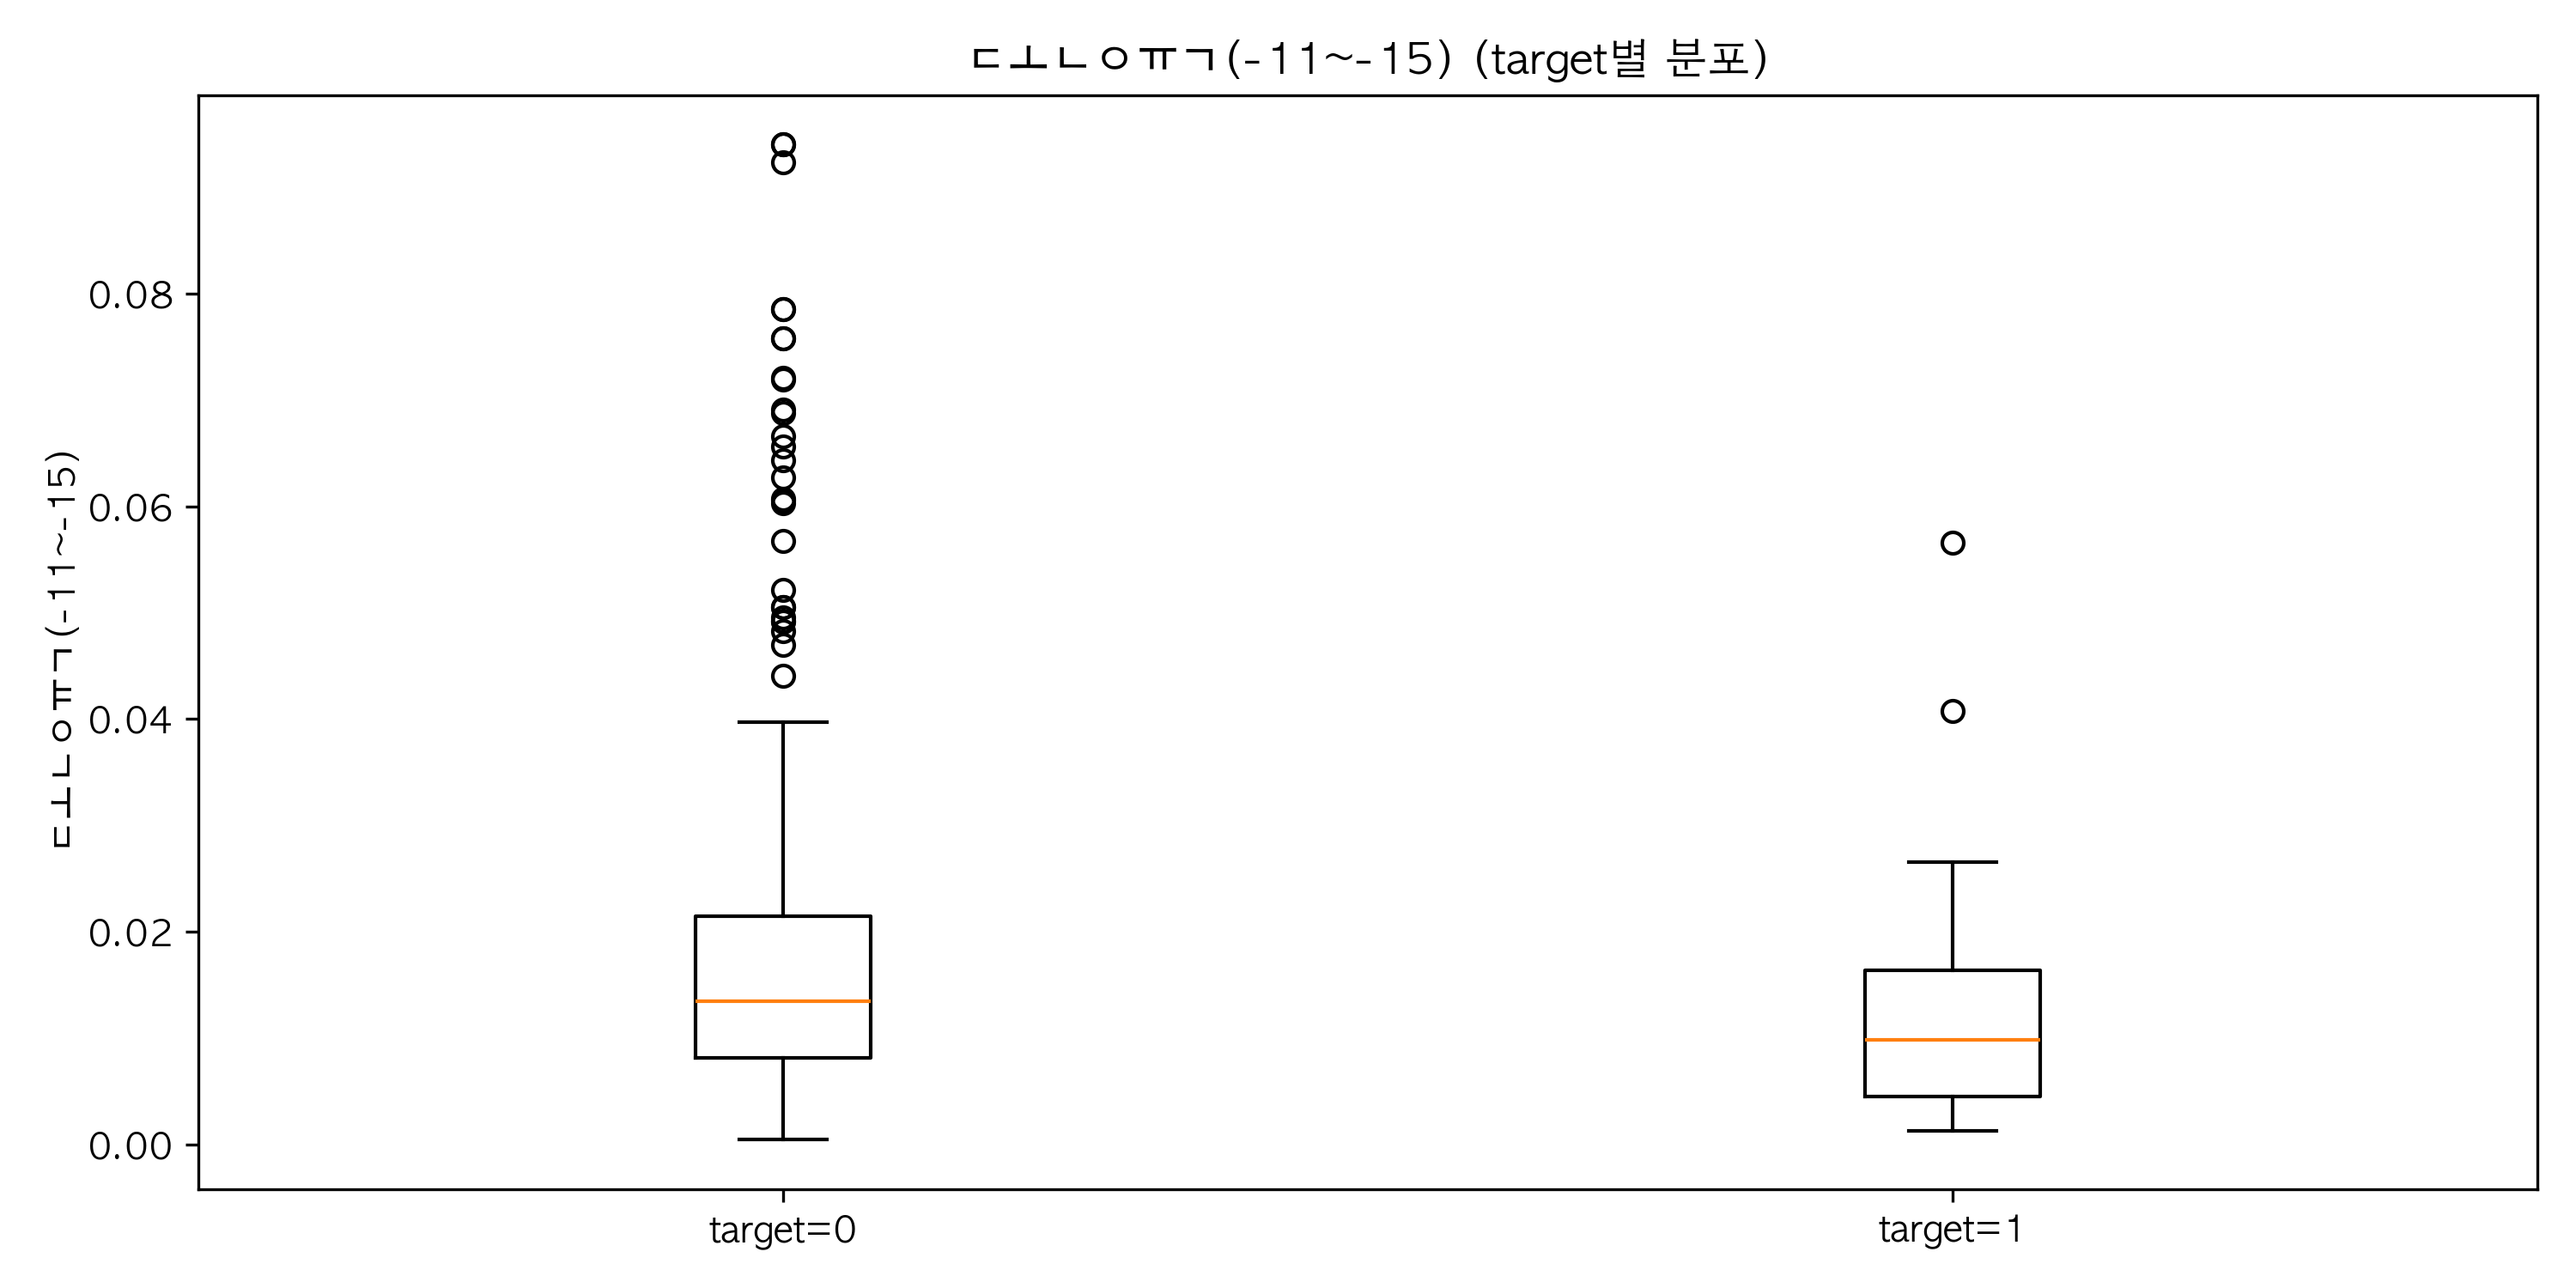 ㄷㅗㄴㅇㅠㄱ(-11~-15) (target별 분포)
ㄷㅗㄴㅇㅠㄱ(-11~-15)
0.08
0.06
0.04
0.02
0.00
target=0
target=1